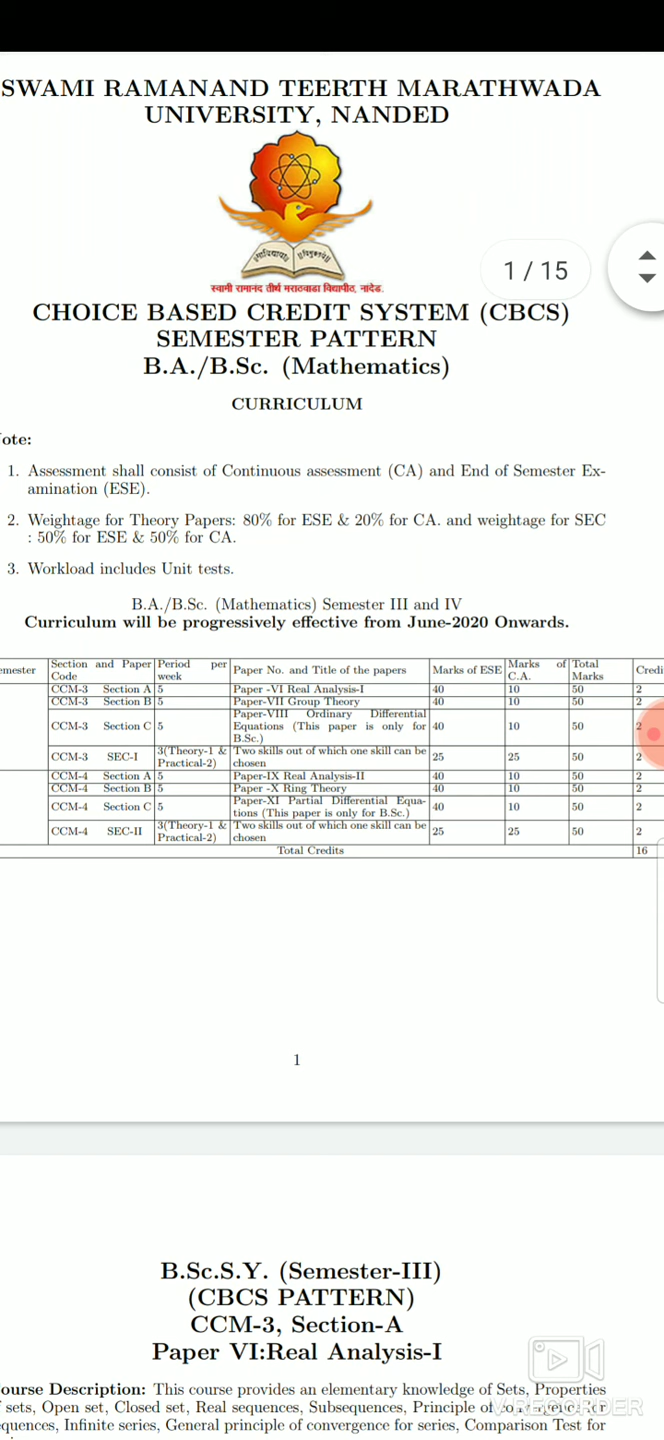 SWAMI RAMANAND TEERTH MARATHWADA
UNIVERSITY, NANDED
स्वामी रामानंद तीर्थ मराठवाडा विद्यापीठ, नांदेड.
1 / 15
CHOICE BASED CREDIT SYSTEM (CBCS)
SEMESTER PATTERN
B.A./B.Sc. (Mathematics)
CURRICULUM
ote:
1. Assessment shall consist of Continuous assessment (CA) and End of Semester Ex-
amination (ESE).
2. Weightage for Theory Papers: 80% for ESE & 20% for CA. and weightage for SEC
: 50% for ESE & 50% for CA.
3. Workload includes Unit tests.
B.A./B.Sc. (Mathematics) Semester III and IV
Curriculum will be progressively effective from June-2020 Onwards.
emester Section and Paper Code Period per week Paper No. and Title of the papers Marks of ESE Marks of C.A. Total Marks Credi
CCM-3 Section A 5 Paper -VI Real Analysis-I 40 10 50 2
CCM-3 Section B 5 Paper-VII Group Theory 40 10 50 2
CCM-3 Section C 5 Paper-VIII Ordinary Differential Equations (This paper is only for B.Sc.) 40 10 50 2
CCM-3 SEC-I 3(Theory-1 & Practical-2) Two skills out of which one skill can be chosen 25 25 50 2
CCM-4 Section A 5 Paper-IX Real Analysis-II 40 10 50 2
CCM-4 Section B 5 Paper -X Ring Theory 40 10 50 2
CCM-4 Section C 5 Paper-XI Partial Differential Equa-tions (This paper is only for B.Sc.) 40 10 50 2
CCM-4 SEC-II 3(Theory-1 & Practical-2) Two skills out of which one skill can be chosen 25 25 50 2
Total Credits 16
1
B.Sc.S.Y. (Semester-III)
(CBCS PATTERN)
CCM-3, Section-A
Paper VI:Real Analysis-I
ourse Description: This course provides an elementary knowledge of Sets, Properties
sets, Open set, Closed set, Real sequences, Subsequences, Principle of convergence for
quences, Infinite series, General principle of convergence for series, Comparison Test for
V RECORDER